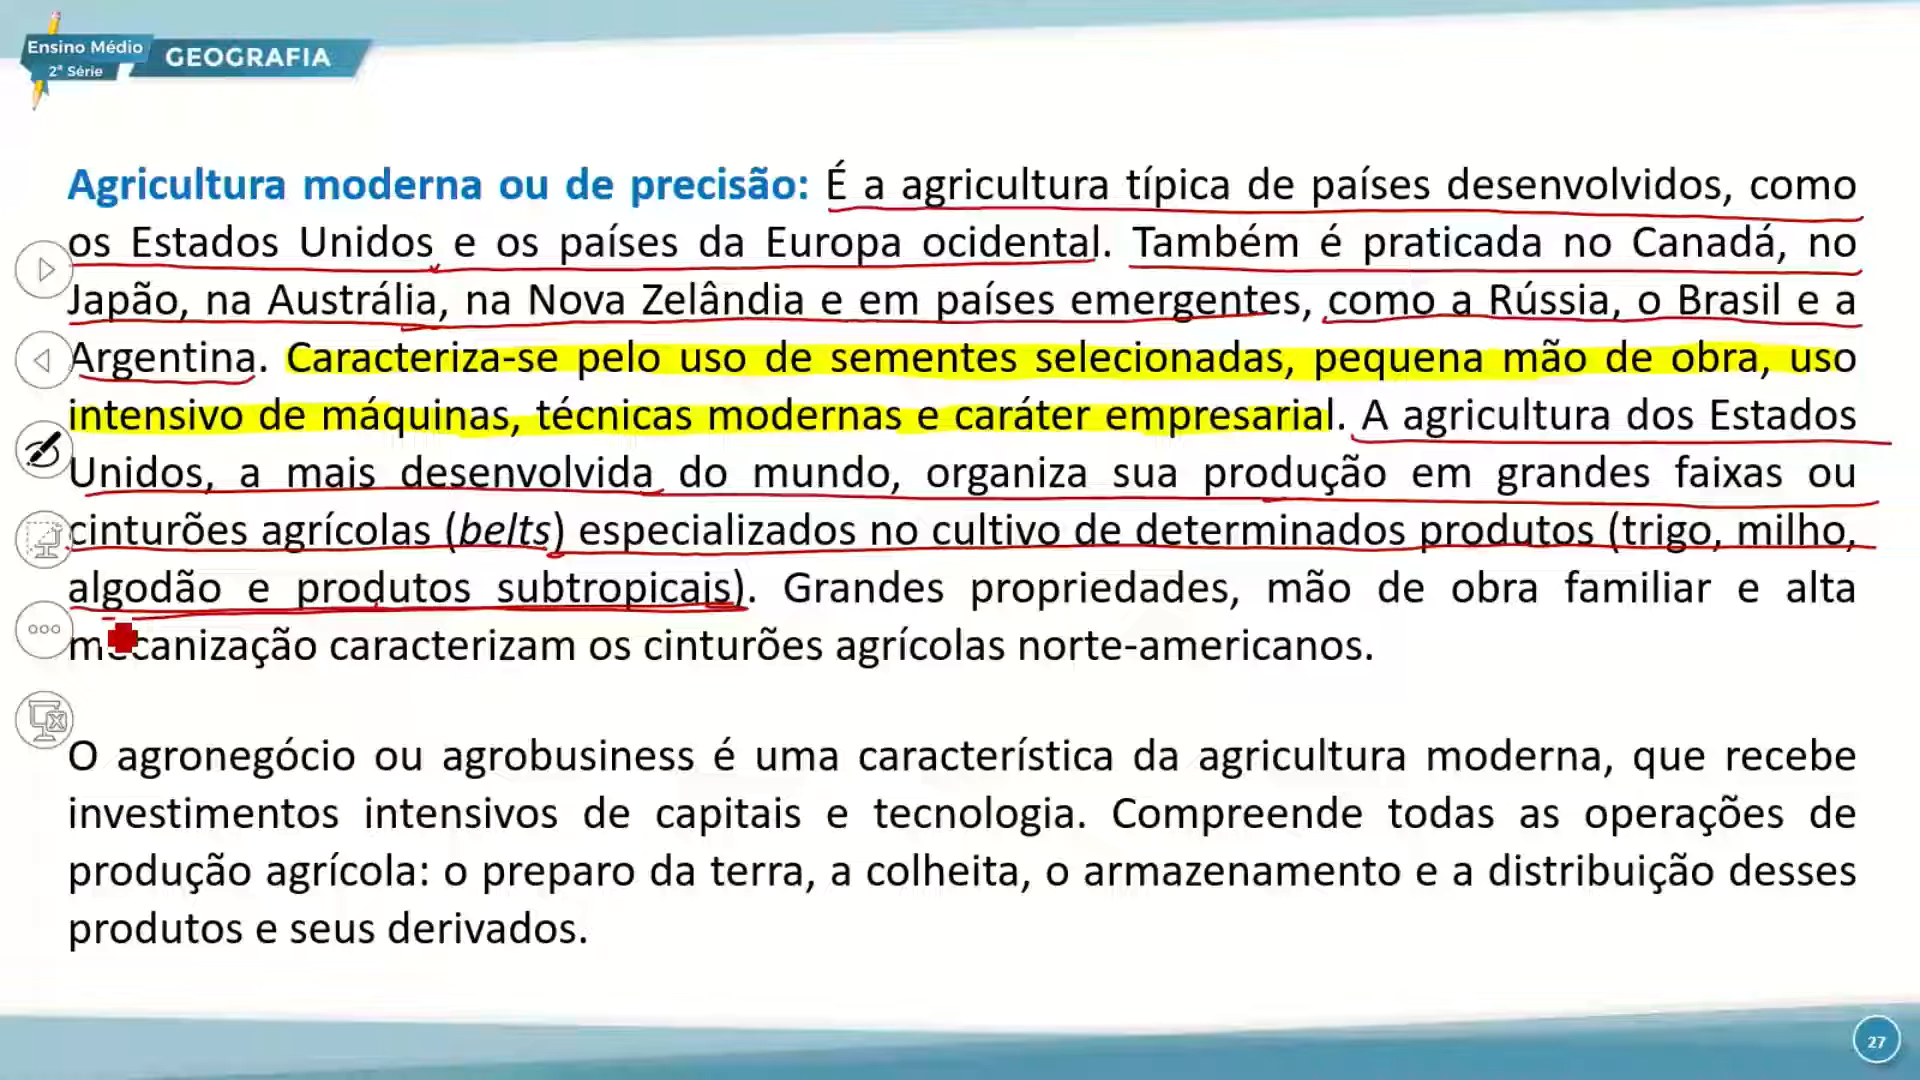 Ensino Médio
2ª Série
GEOGRAFIA
Agricultura moderna ou de precisão: É a agricultura típica de países desenvolvidos, como
os Estados Unidos e os países da Europa ocidental. Também é praticada no Canadá, no
Japão, na Austrália, na Nova Zelândia e em países emergentes, como a Rússia, o Brasil e a
Argentina. Caracteriza-se pelo uso de sementes selecionadas, pequena mão de obra, uso
intensivo de máquinas, técnicas modernas e caráter empresarial. A agricultura dos Estados
Unidos, a mais desenvolvida do mundo, organiza sua produção em grandes faixas ou
cinturões agrícolas (belts) especializados no cultivo de determinados produtos (trigo, milho,
algodão e produtos subtropicais). Grandes propriedades, mão de obra familiar e alta
mecanização caracterizam os cinturões agrícolas norte-americanos.
O agronegócio ou agrobusiness é uma característica da agricultura moderna, que recebe
investimentos intensivos de capitais e tecnologia. Compreende todas as operações de
produção agrícola: o preparo da terra, a colheita, o armazenamento e a distribuição desses
produtos e seus derivados.
27